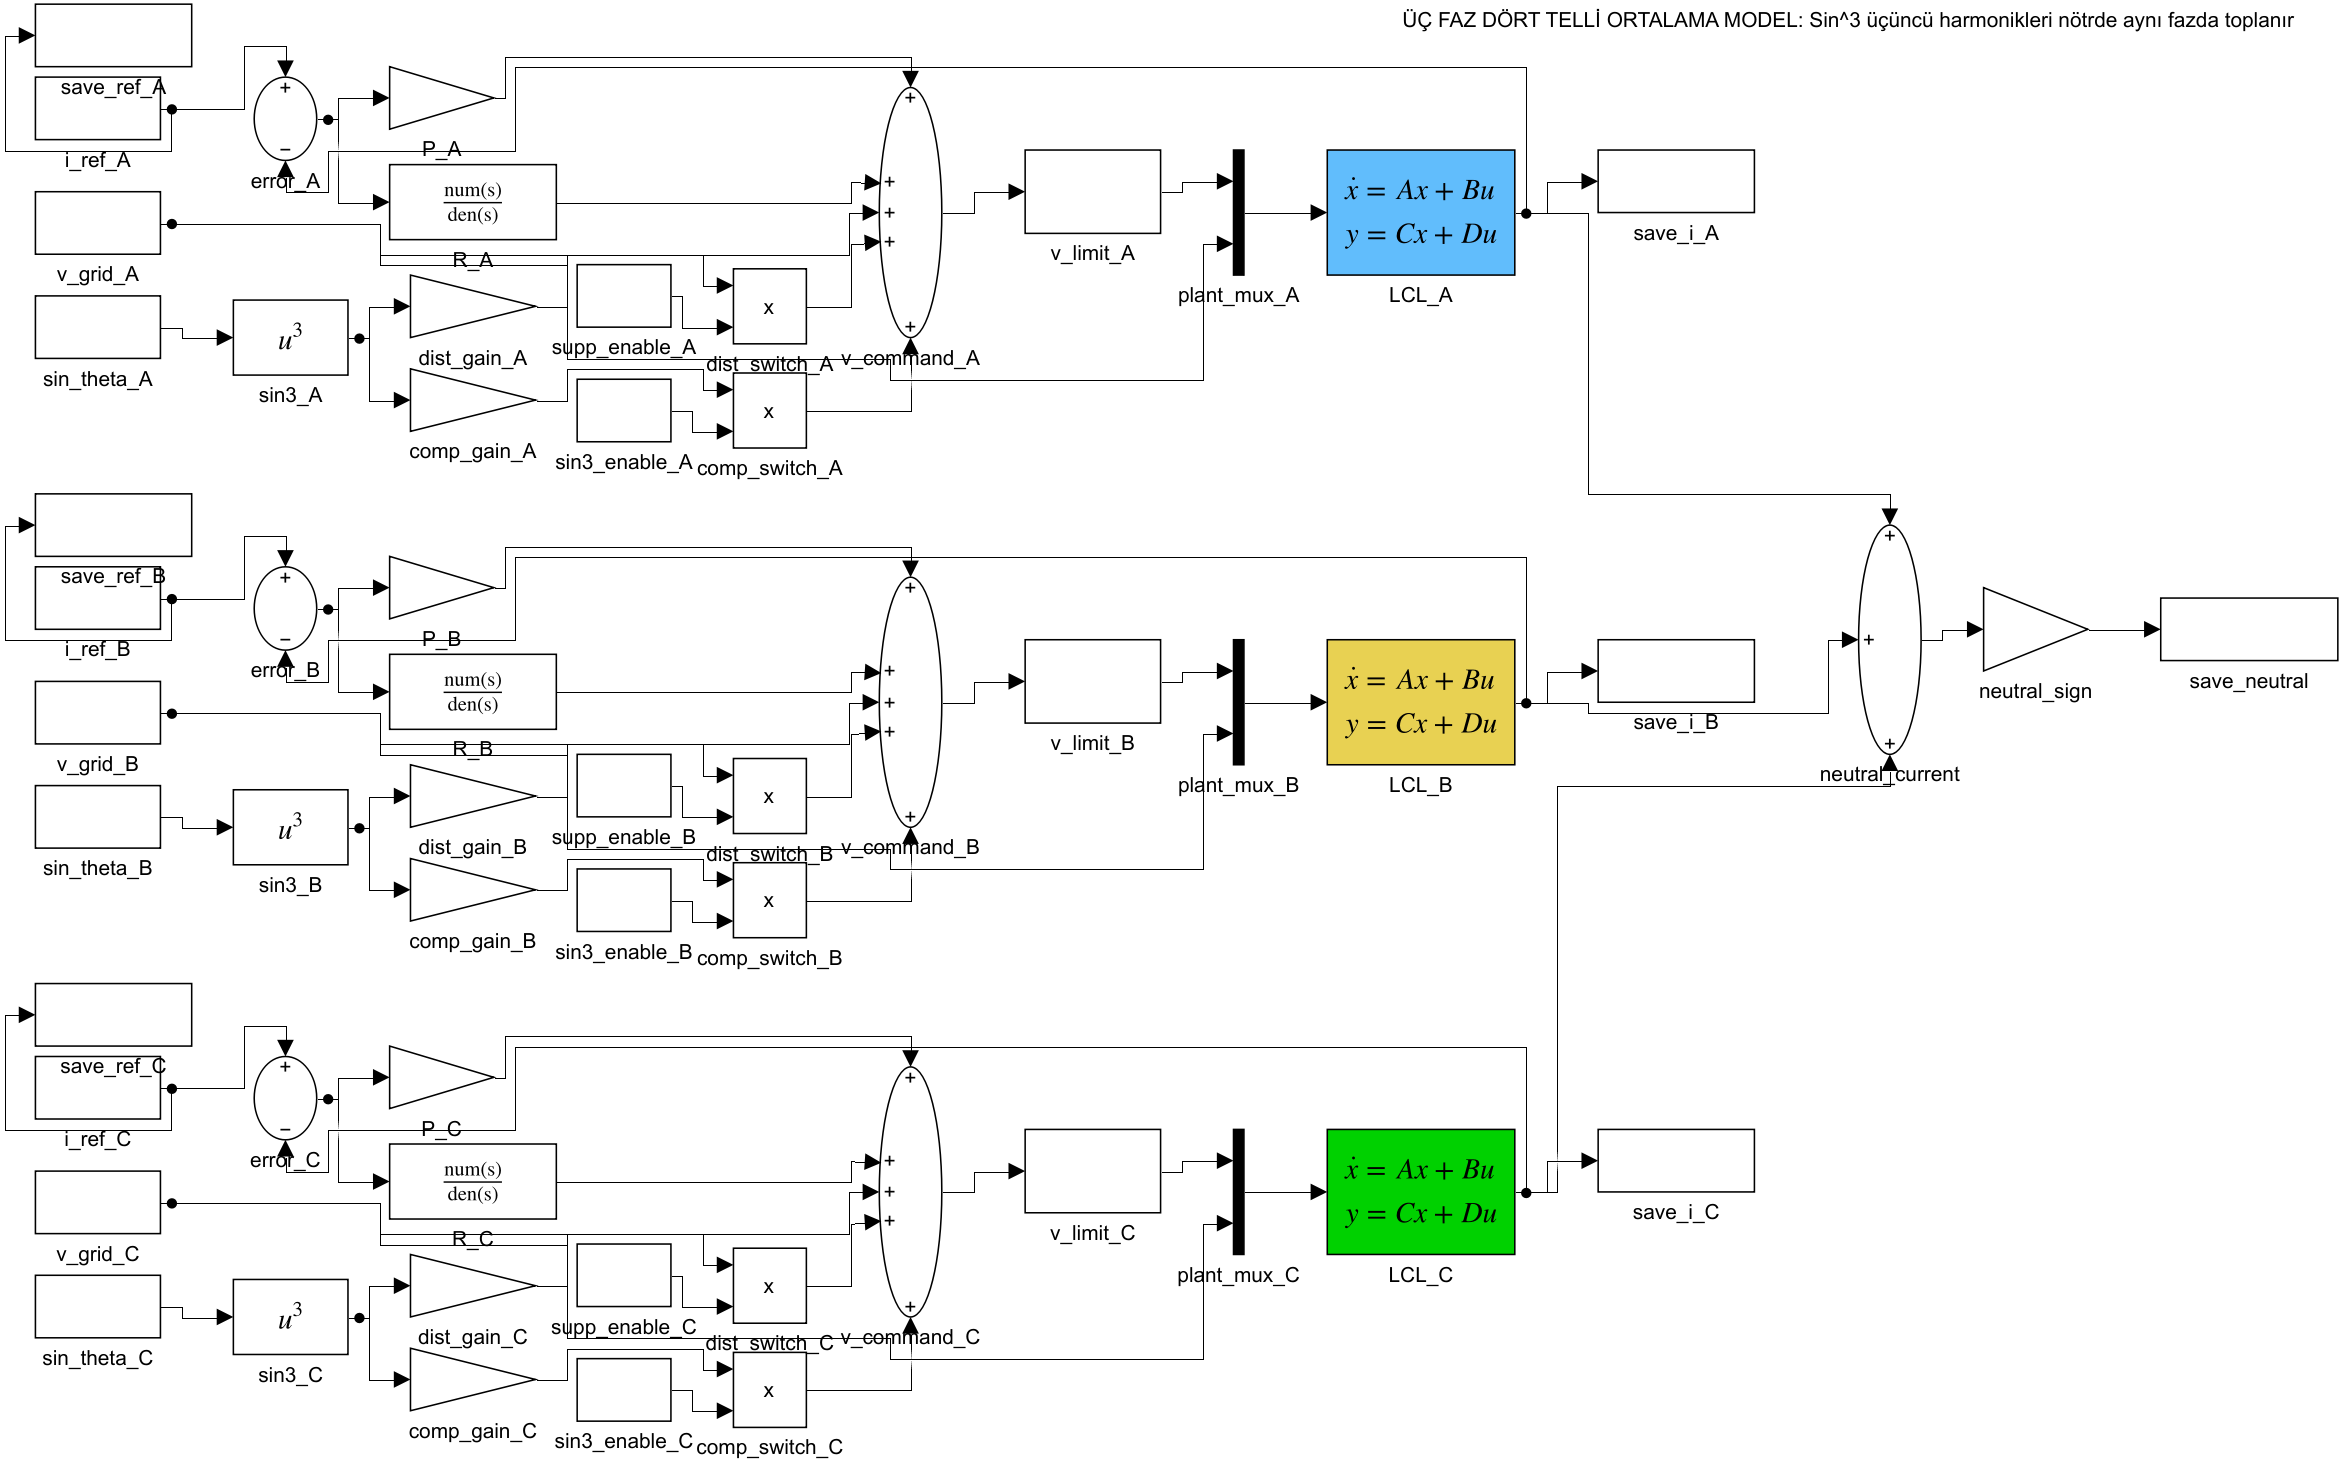 ÜÇ FAZ DÖRT TELLİ ORTALAMA MODEL: Sin^3 üçüncü harmonikleri nötrde aynı fazda toplanır
save_ref_A
i_ref_A
+
−
error_A
P_A
num(s)
den(s)
R_A
v_grid_A
sin_theta_A
u³
sin3_A
dist_gain_A
comp_gain_A
supp_enable_A
sin3_enable_A
x
dist_switch_A
x
comp_switch_A
+
+
+
+
+
v_command_A
v_limit_A
plant_mux_A
ẋ = Ax + Bu
y = Cx + Du
LCL_A
save_i_A
save_ref_B
i_ref_B
+
−
error_B
P_B
num(s)
den(s)
R_B
v_grid_B
sin_theta_B
u³
sin3_B
dist_gain_B
comp_gain_B
supp_enable_B
sin3_enable_B
x
dist_switch_B
x
comp_switch_B
+
+
+
+
+
v_command_B
v_limit_B
plant_mux_B
ẋ = Ax + Bu
y = Cx + Du
LCL_B
save_i_B
+
+
+
neutral_current
neutral_sign
save_neutral
save_ref_C
i_ref_C
+
−
error_C
P_C
num(s)
den(s)
R_C
v_grid_C
sin_theta_C
u³
sin3_C
dist_gain_C
comp_gain_C
supp_enable_C
sin3_enable_C
x
dist_switch_C
x
comp_switch_C
+
+
+
+
+
v_command_C
v_limit_C
plant_mux_C
ẋ = Ax + Bu
y = Cx + Du
LCL_C
save_i_C